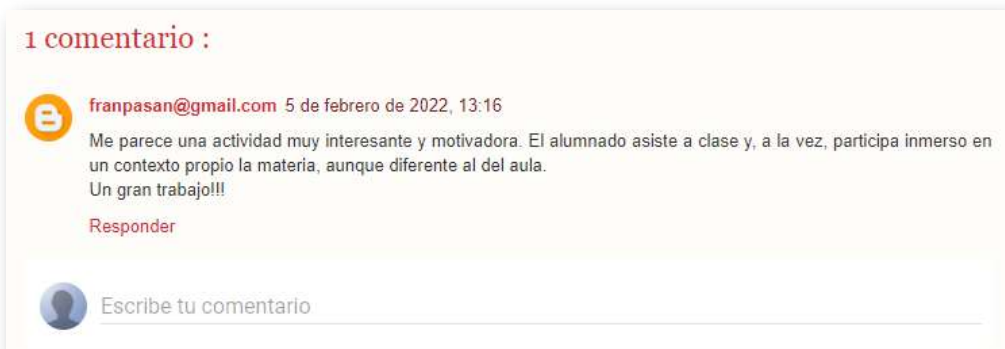 1 comentario :
franpasan@gmail.com 5 de febrero de 2022, 13:16
Me parece una actividad muy interesante y motivadora. El alumnado asiste a clase y, a la vez, participa inmerso en
un contexto propio la materia, aunque diferente al del aula.
Un gran trabajo!!!
Responder
Escribe tu comentario